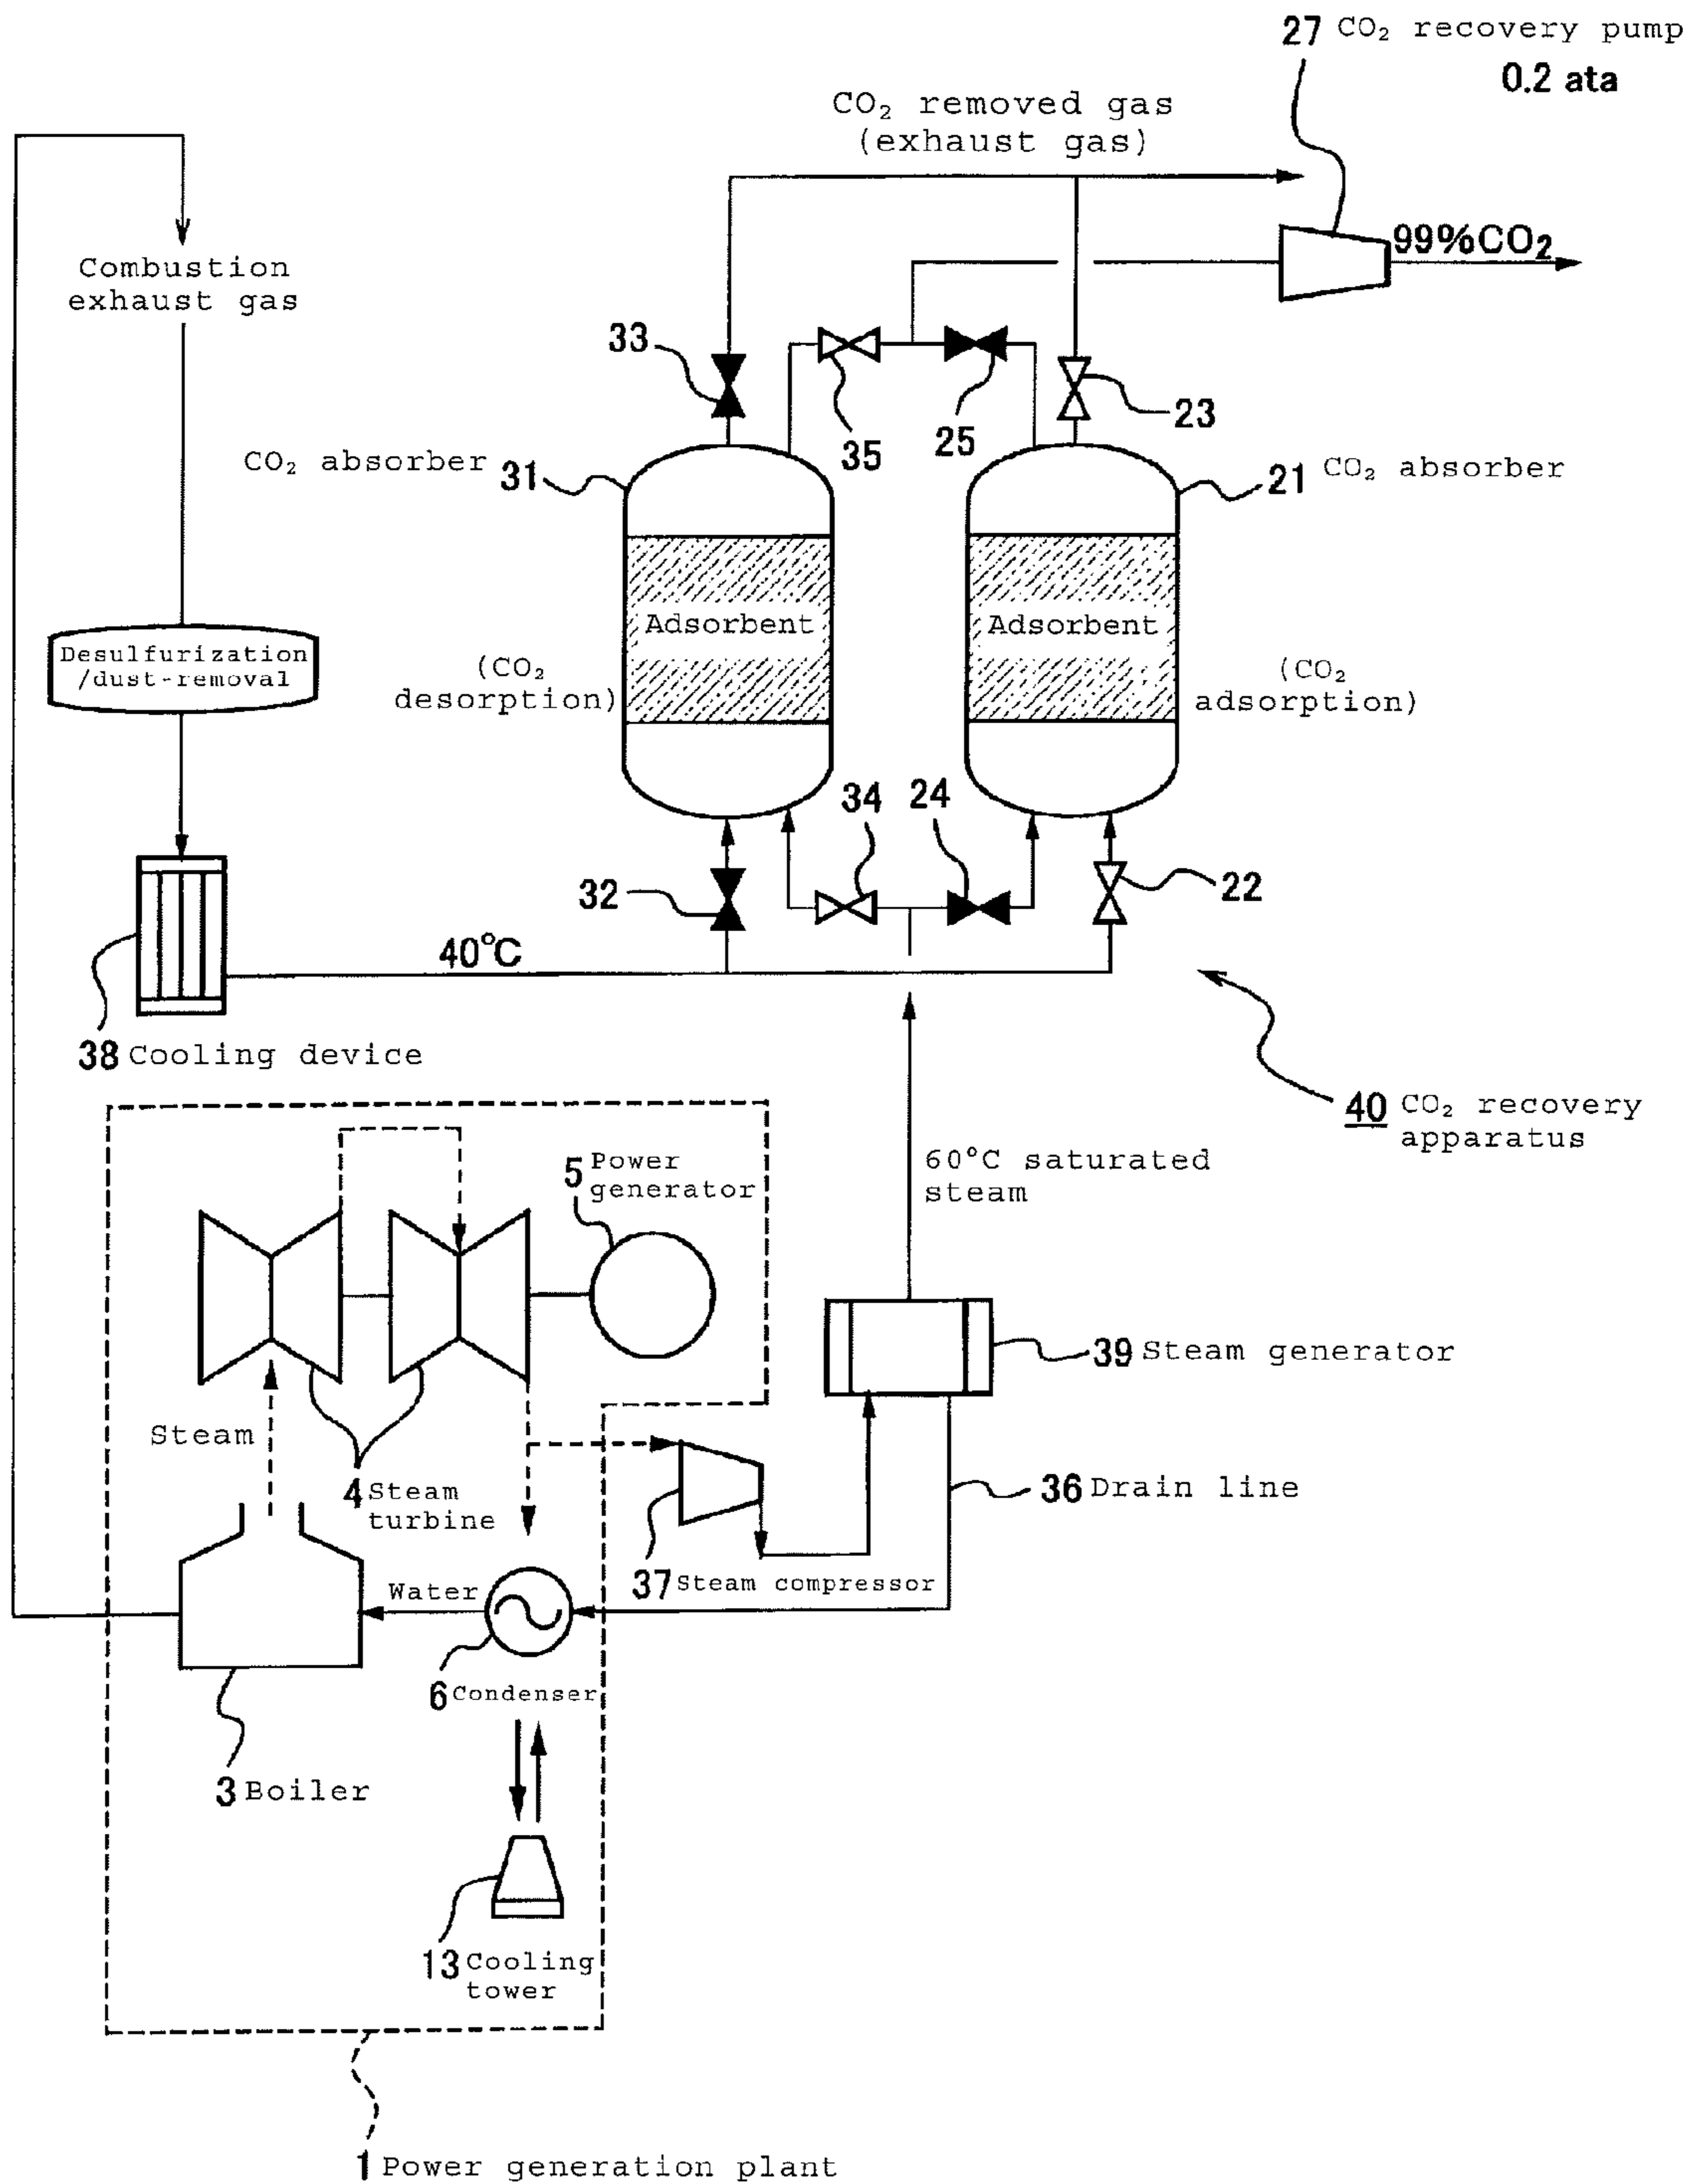 27 CO₂ recovery pump
0.2 ata
CO₂ removed gas
(exhaust gas)
99%CO₂
Combustion
exhaust gas
33
35
25
23
CO₂ absorber 31
21 CO₂ absorber
Adsorbent
Adsorbent
Desulfurization
/dust-removal
(CO₂
desorption)
(CO₂
adsorption)
34
24
32
22
40°C
38 Cooling device
40 CO₂ recovery
apparatus
60°C saturated
steam
5 Power
generator
39 Steam generator
Steam
4 Steam
turbine
36 Drain line
37 Steam compressor
Water
6 Condenser
3 Boiler
13 Cooling
tower
1 Power generation plant